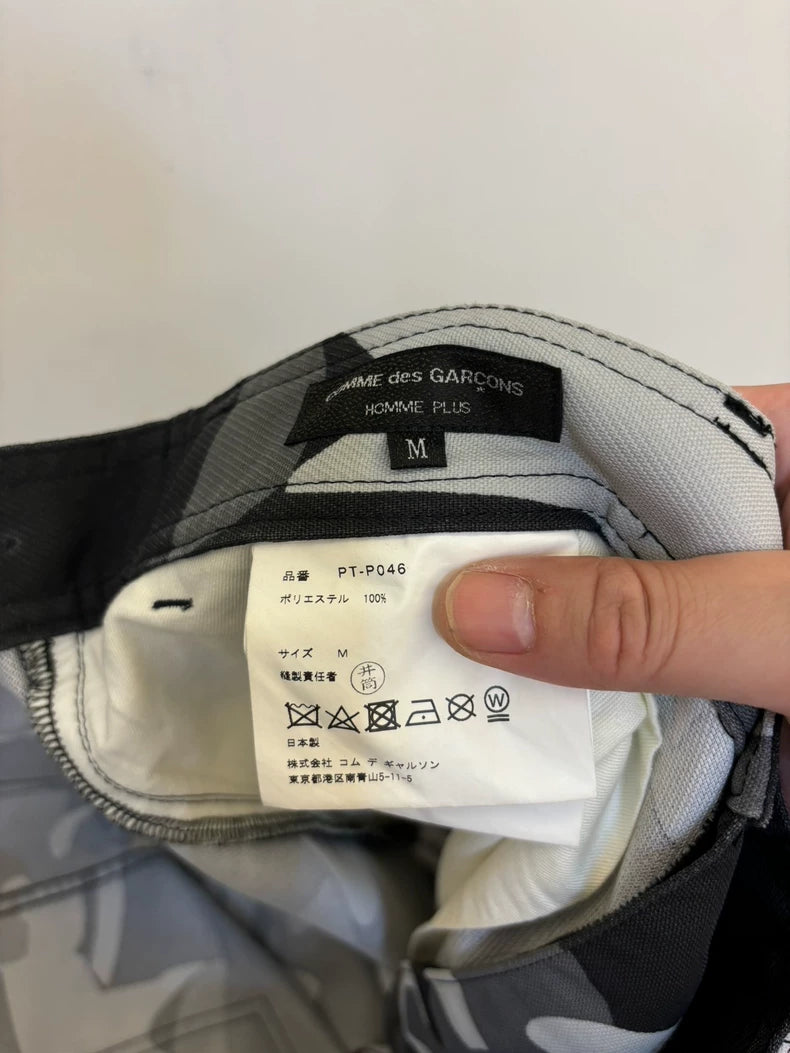 COMME des GARÇONS
HOMME PLUS
M
品番 PT-P046
ポリエステル 100%
サイズ M
縫製責任者 井筒
W
日本製
株式会社 コム デ ギャルソン
東京都港区南青山5-11-5